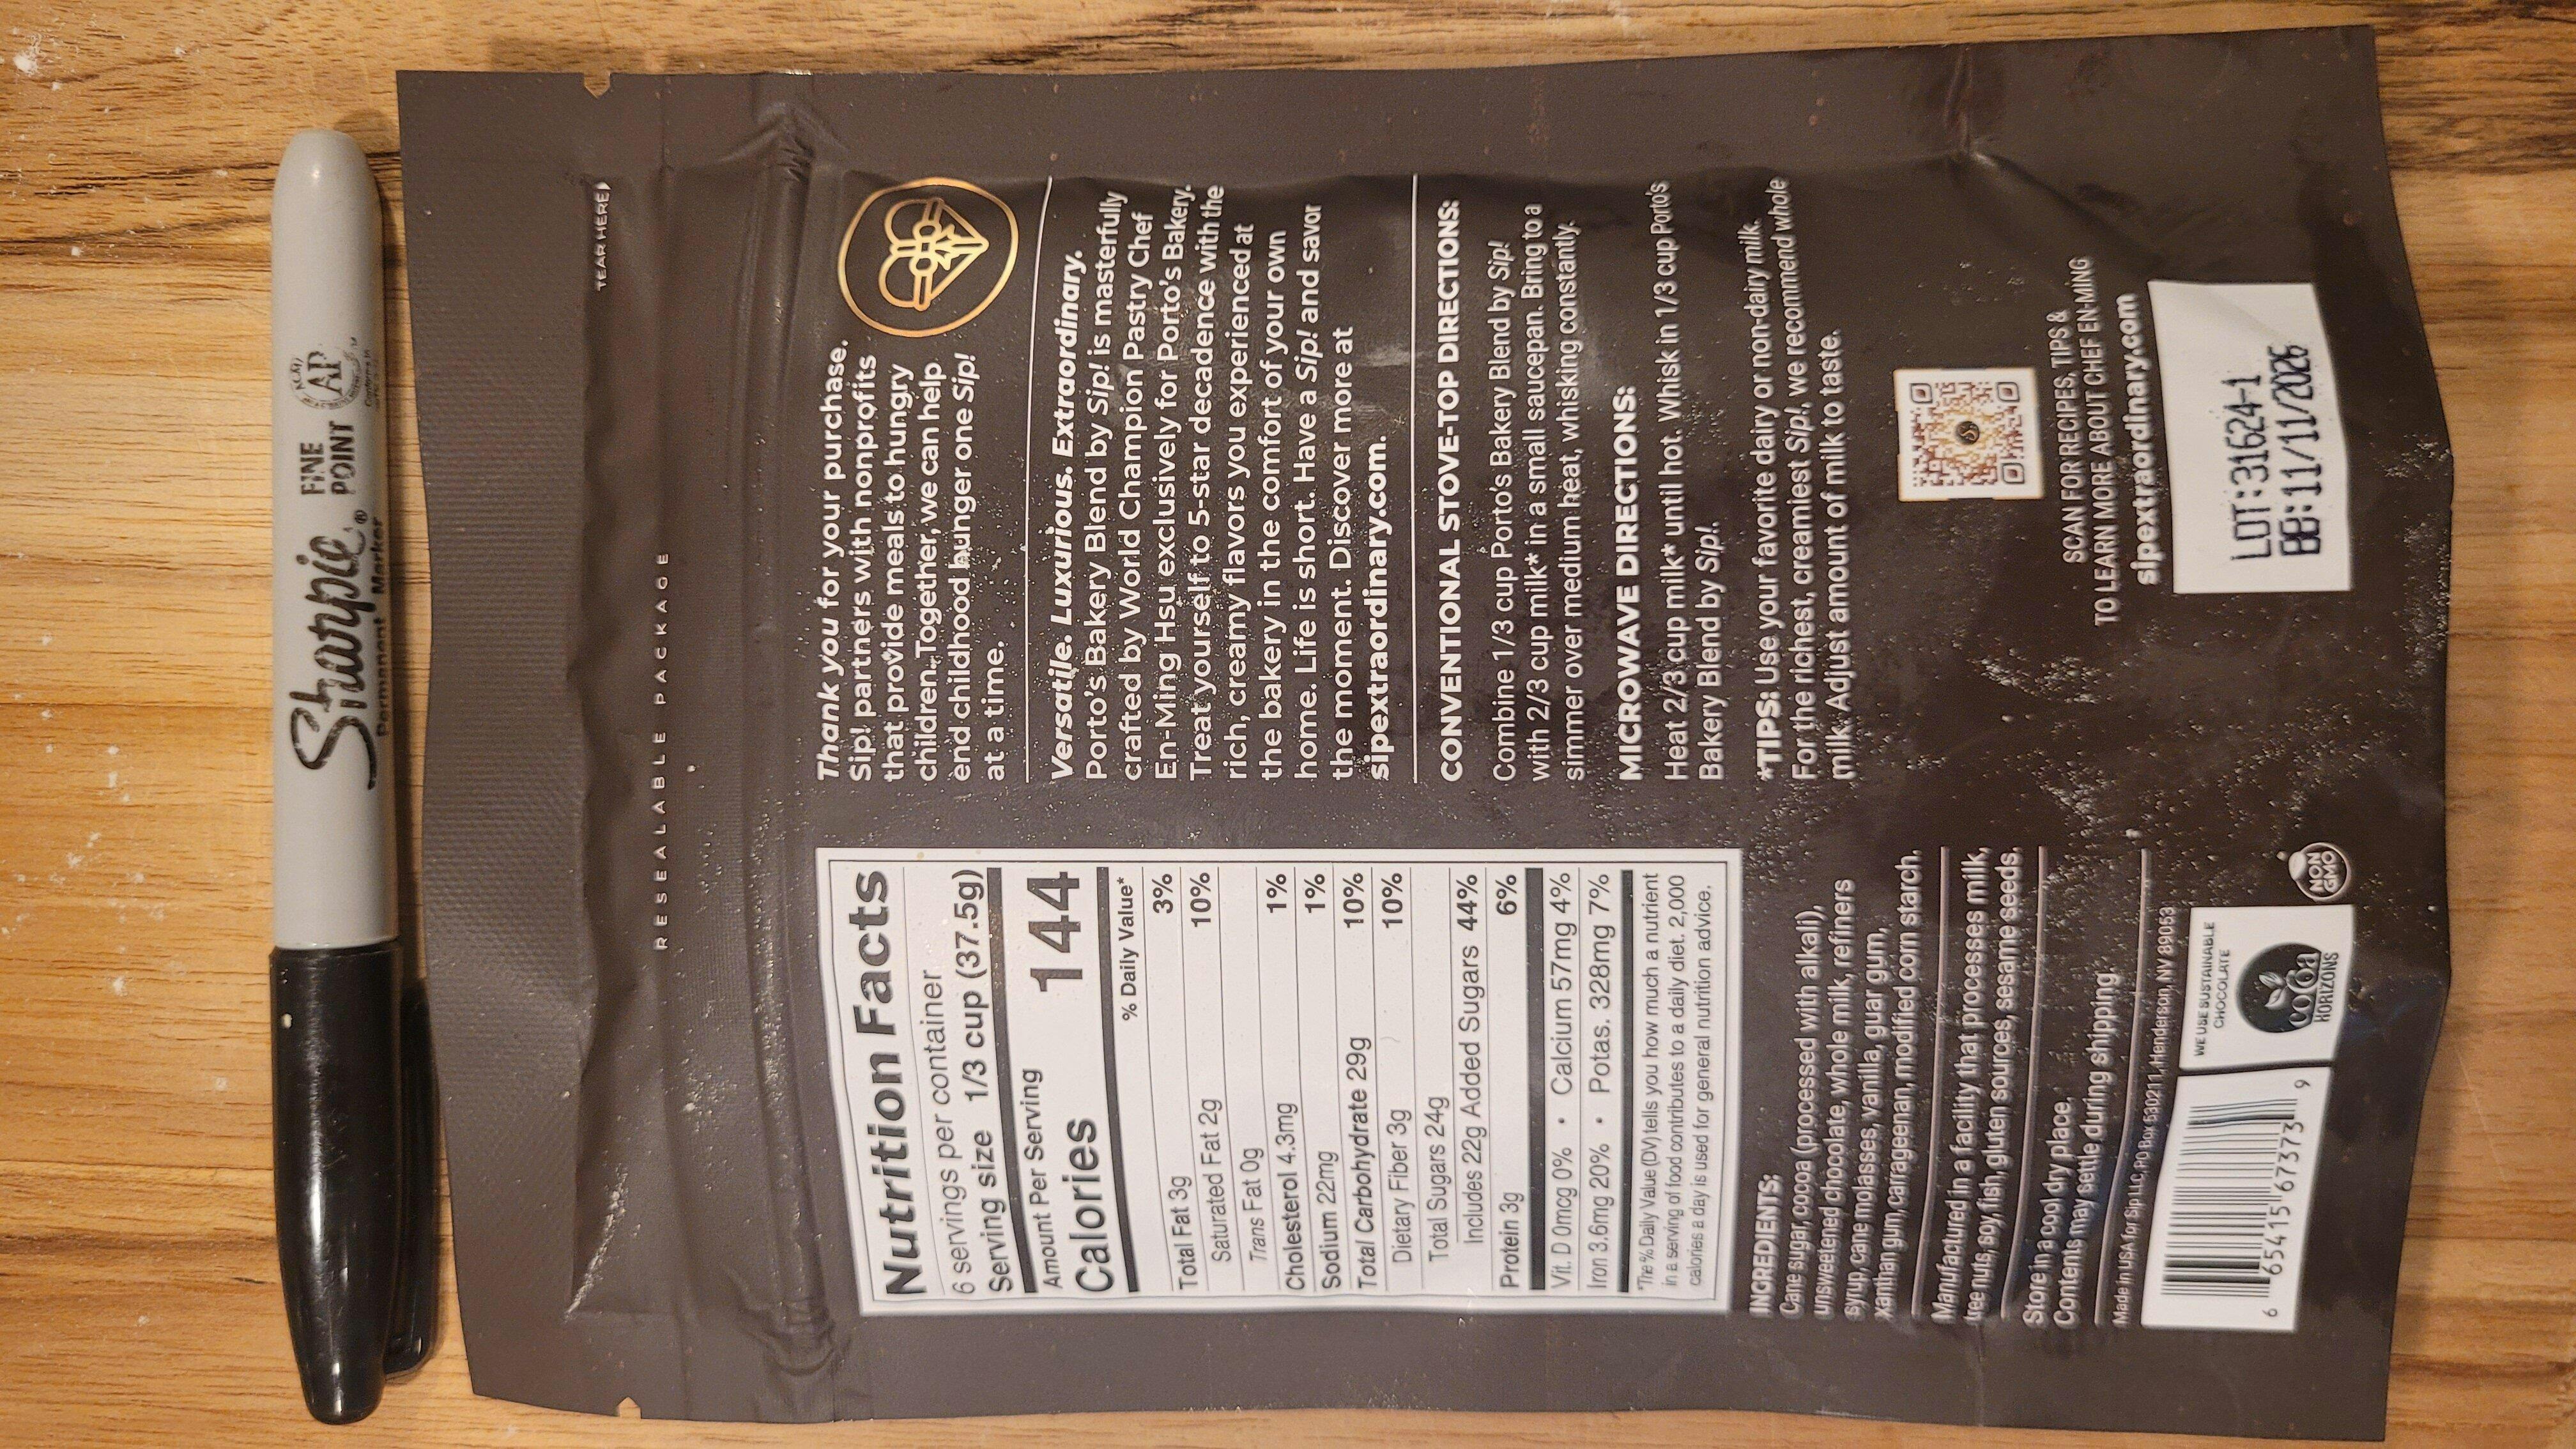 Sharpie®
Permanent Marker
FINE
POINT
ACMI
AP
TEAR HERE
RESEALABLE PACKAGE
Nutrition Facts
6 servings per container
Serving size 1/3 cup (37.5g)
Amount Per Serving
Calories 144
% Daily Value*
Total Fat 3g 3%
Saturated Fat 2g 10%
Trans Fat 0g
Cholesterol 4.3mg 1%
Sodium 22mg 1%
Total Carbohydrate 29g 10%
Dietary Fiber 3g 10%
Total Sugars 24g
Includes 22g Added Sugars 44%
Protein 3g 6%
Vit. D 0mcg 0% • Calcium 57mg 4%
Iron 3.6mg 20% • Potas. 328mg 7%
*The % Daily Value (DV) tells you how much a nutrient
in a serving of food contributes to a daily diet. 2,000
calories a day is used for general nutrition advice.
INGREDIENTS:
Cane sugar, cocoa (processed with alkali),
unsweetened chocolate, whole milk, refiners
syrup, cane molasses, vanilla, guar gum,
xanthan gum, carrageenan, modified corn starch.
Manufactured in a facility that processes milk,
tree nuts, soy, fish, gluten sources, sesame seeds.
Store in a cool dry place.
Contents may settle during shipping.
Made in USA for Sip LLC, PO Box 530211, Henderson, NV 89053
6 65415 67373 9
WE USE SUSTAINABLE
CHOCOLATE
cocoa
HORIZONS
NON
GMO
Thank you for your purchase.
Sip! partners with nonprofits
that provide meals to hungry
children. Together, we can help
end childhood hunger one Sip!
at a time.
Versatile. Luxurious. Extraordinary.
Porto's Bakery Blend by Sip! is masterfully
crafted by World Champion Pastry Chef
En-Ming Hsu exclusively for Porto's Bakery.
Treat yourself to 5-star decadence with the
rich, creamy flavors you experienced at
the bakery in the comfort of your own
home. Life is short. Have a Sip! and savor
the moment. Discover more at
sipextraordinary.com.
CONVENTIONAL STOVE-TOP DIRECTIONS:
Combine 1/3 cup Porto's Bakery Blend by Sip!
with 2/3 cup milk* in a small saucepan. Bring to a
simmer over medium heat, whisking constantly.
MICROWAVE DIRECTIONS:
Heat 2/3 cup milk* until hot. Whisk in 1/3 cup Porto's
Bakery Blend by Sip!.
*TIPS: Use your favorite dairy or non-dairy milk.
For the richest, creamiest Sip!, we recommend whole
milk. Adjust amount of milk to taste.
SCAN FOR RECIPES, TIPS &
TO LEARN MORE ABOUT CHEF EN-MING
sipextraordinary.com
LOT:31624-1
BB:11/11/2026